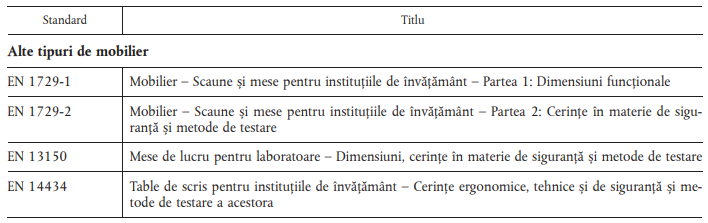 Standard Titlu
Alte tipuri de mobilier
EN 1729-1 Mobilier – Scaune și mese pentru instituțiile de învățământ – Partea 1: Dimensiuni funcționale
EN 1729-2 Mobilier – Scaune și mese pentru instituțiile de învățământ – Partea 2: Cerințe în materie de sigu-
ranță și metode de testare
EN 13150 Mese de lucru pentru laboratoare – Dimensiuni, cerințe în materie de siguranță și metode de testare
EN 14434 Table de scris pentru instituțiile de învățământ – Cerințe ergonomice, tehnice și de siguranță și me-
tode de testare a acestora